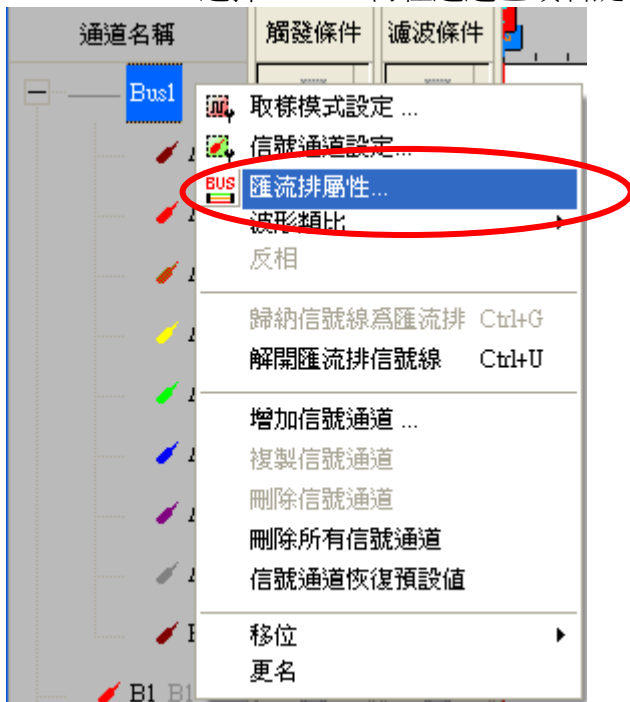 通道名稱 觸發條件 濾波條件
Bus1
取樣模式設定 ...
信號通道設定...
BUS 匯流排屬性...
波形類比
反相
歸納信號線為匯流排 Ctrl+G
解開匯流排信號線 Ctrl+U
增加信號通道 ...
複製信號通道
刪除信號通道
刪除所有信號通道
信號通道恢復預設值
移位
更名
B1 B1